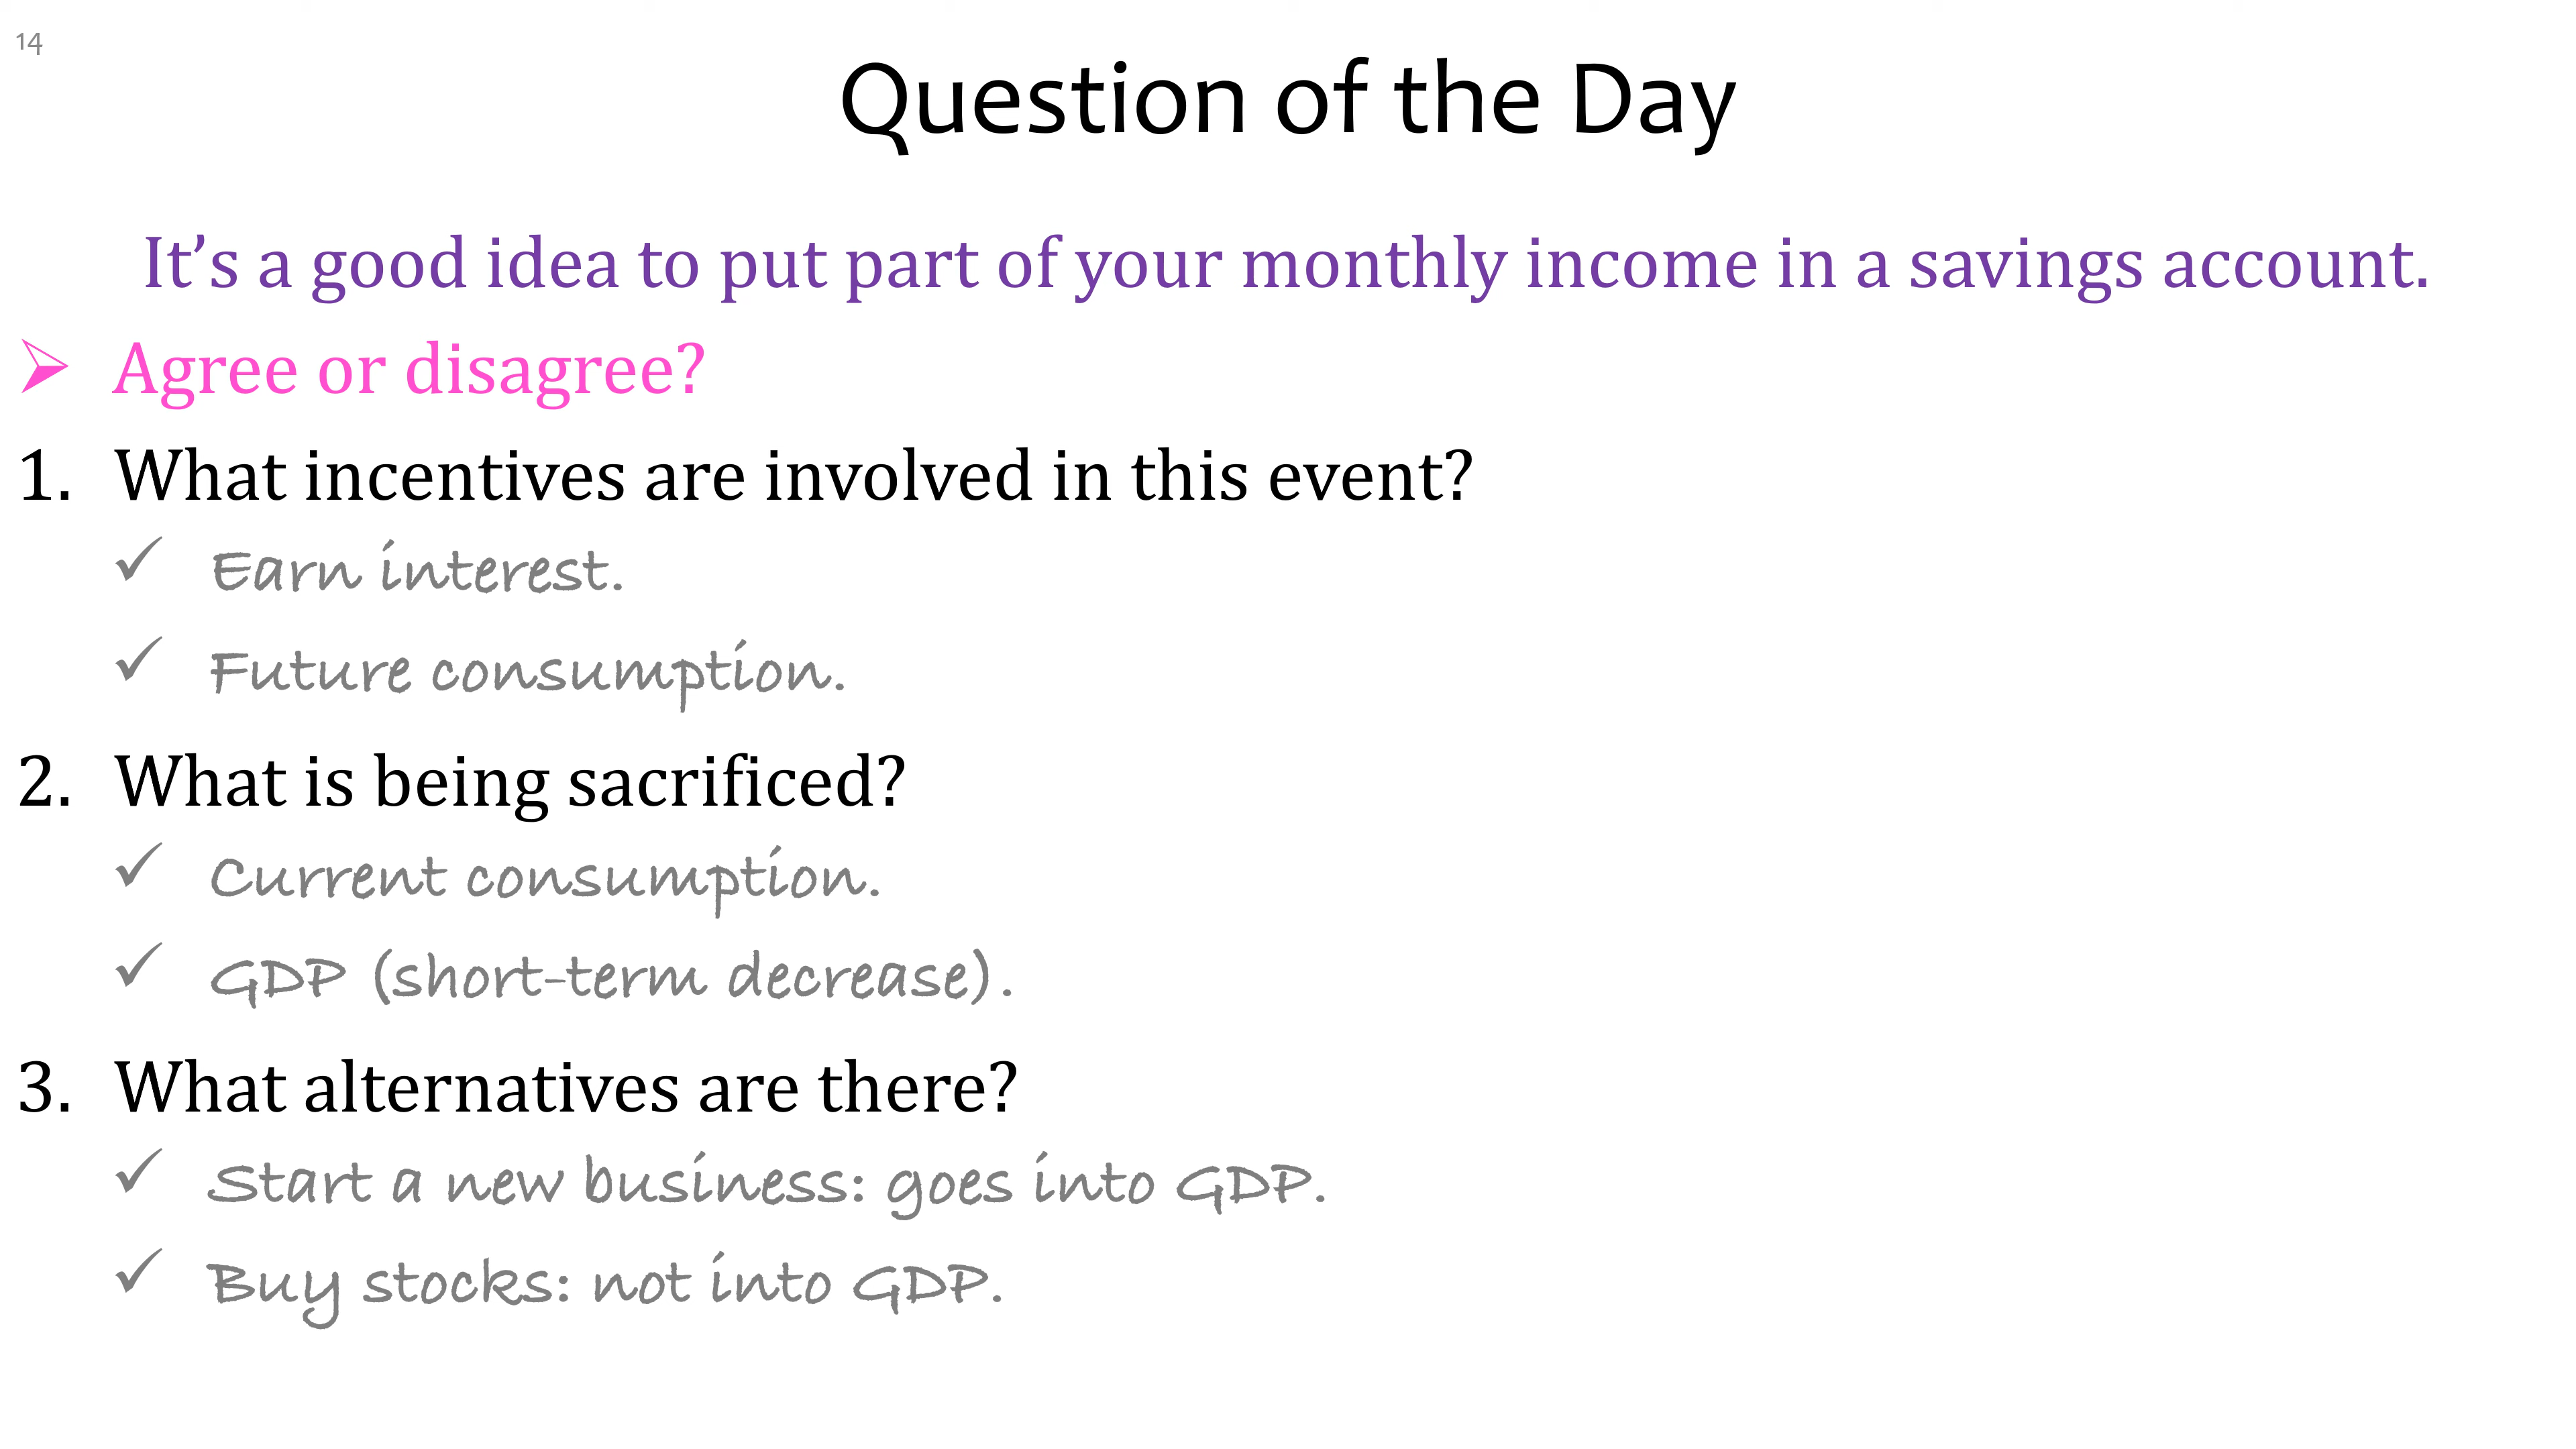 14
Question of the Day
It’s a good idea to put part of your monthly income in a savings account.
➢ Agree or disagree?
1. What incentives are involved in this event?
✓ Earn interest.
✓ Future consumption.
2. What is being sacrificed?
✓ Current consumption.
✓ GDP (short-term decrease).
3. What alternatives are there?
✓ Start a new business: goes into GDP.
✓ Buy stocks: not into GDP.